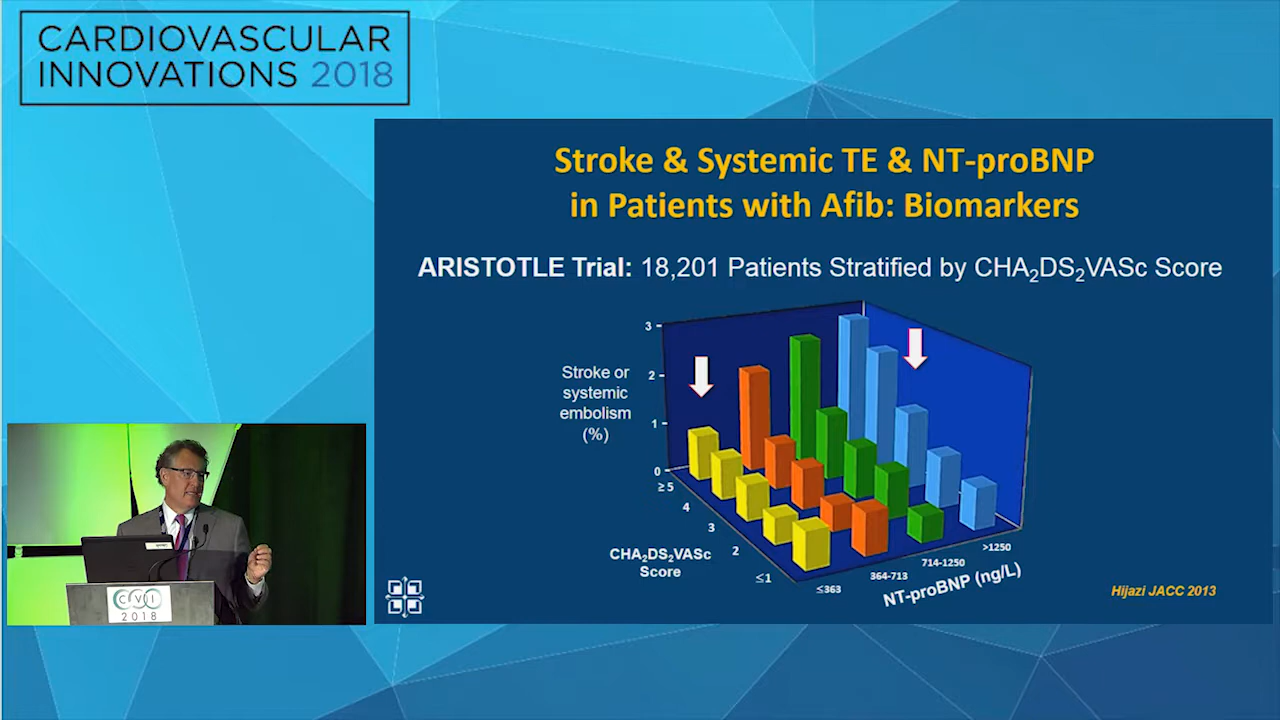 CARDIOVASCULAR
INNOVATIONS 2018
Stroke & Systemic TE & NT-proBNP
in Patients with Afib: Biomarkers
ARISTOTLE Trial: 18,201 Patients Stratified by CHA₂DS₂VASc Score
Stroke or
systemic
embolism
(%)
3
2
1
0
≥ 5
4
3
2
≤1
CHA₂DS₂VASc
Score
≤363
364-713
714-1250
>1250
NT-proBNP (ng/L)
Hijazi JACC 2013
CVI
2018